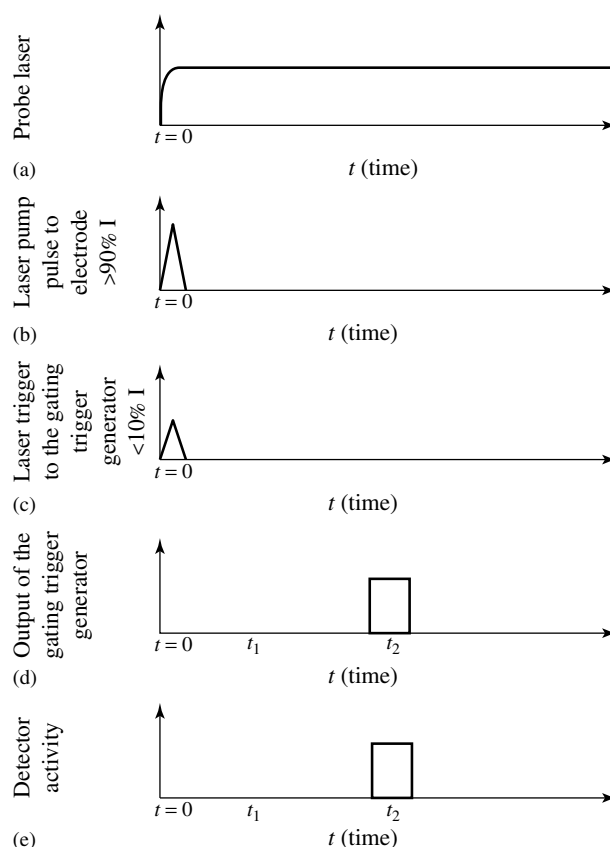 Probe laser
t = 0
(a)
t (time)
Laser pump
pulse to
electrode
>90% I
t = 0
(b)
t (time)
Laser trigger
to the gating
trigger
generator
<10% I
t = 0
(c)
t (time)
Output of the
gating trigger
generator
t = 0
t1
t2
(d)
t (time)
Detector
activity
t = 0
t1
t2
(e)
t (time)